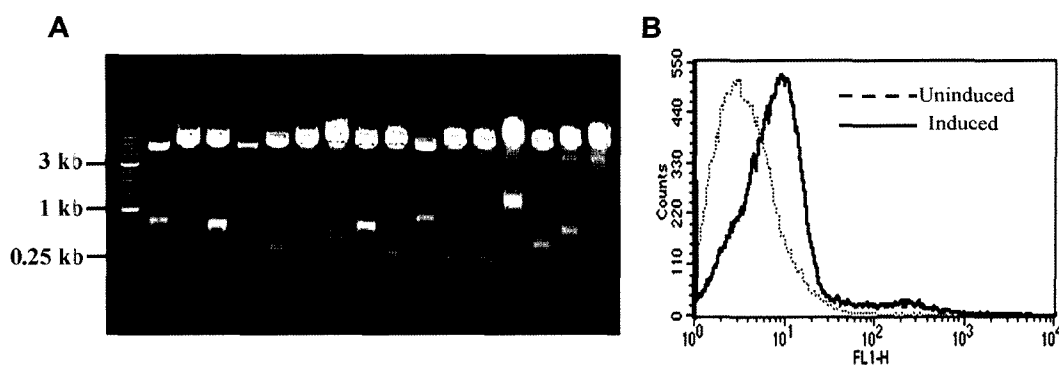 A
3 kb
1 kb
0.25 kb
B
Counts
550
440
330
220
110
0
Uninduced
Induced
10^0
10^1
10^2
10^3
10^4
FL1-H